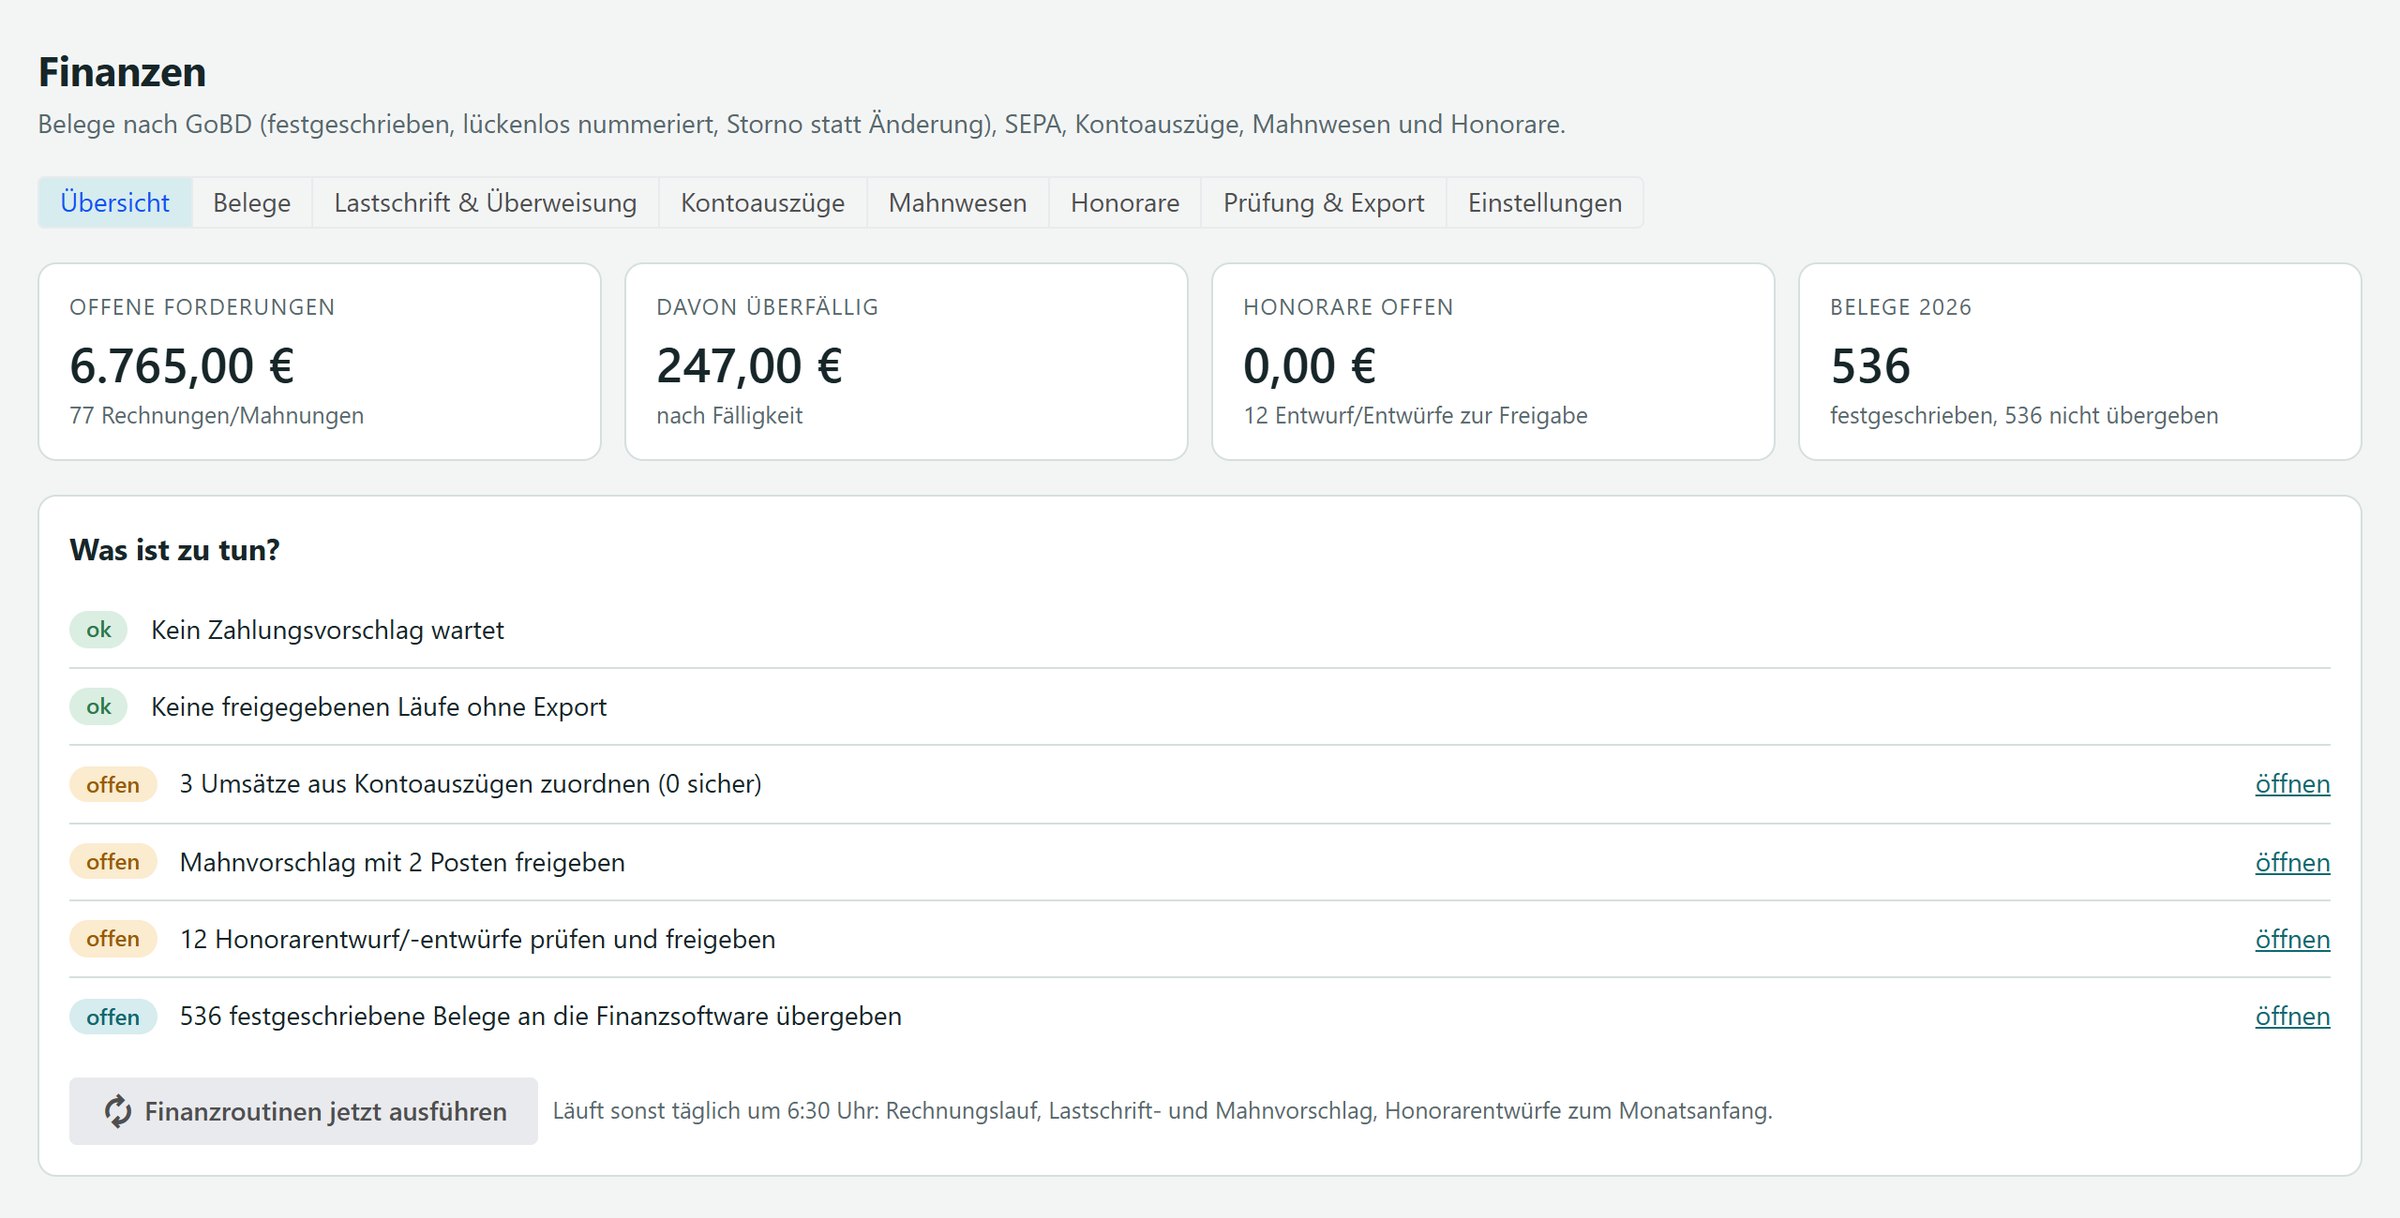 Finanzen
Belege nach GoBD (festgeschrieben, lückenlos nummeriert, Storno statt Änderung), SEPA, Kontoauszüge, Mahnwesen und Honorare.
Übersicht Belege Lastschrift & Überweisung Kontoauszüge Mahnwesen Honorare Prüfung & Export Einstellungen
OFFENE FORDERUNGEN
6.765,00 €
77 Rechnungen/Mahnungen
DAVON ÜBERFÄLLIG
247,00 €
nach Fälligkeit
HONORARE OFFEN
0,00 €
12 Entwurf/Entwürfe zur Freigabe
BELEGE 2026
536
festgeschrieben, 536 nicht übergeben
Was ist zu tun?
ok Kein Zahlungsvorschlag wartet
ok Keine freigegebenen Läufe ohne Export
offen 3 Umsätze aus Kontoauszügen zuordnen (0 sicher) öffnen
offen Mahnvorschlag mit 2 Posten freigeben öffnen
offen 12 Honorarentwurf/-entwürfe prüfen und freigeben öffnen
offen 536 festgeschriebene Belege an die Finanzsoftware übergeben öffnen
Finanzroutinen jetzt ausführen Läuft sonst täglich um 6:30 Uhr: Rechnungslauf, Lastschrift- und Mahnvorschlag, Honorarentwürfe zum Monatsanfang.